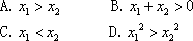 A. x₁ > x₂ B. x₁ + x₂ > 0
C. x₁ < x₂ D. x₁² > x₂²